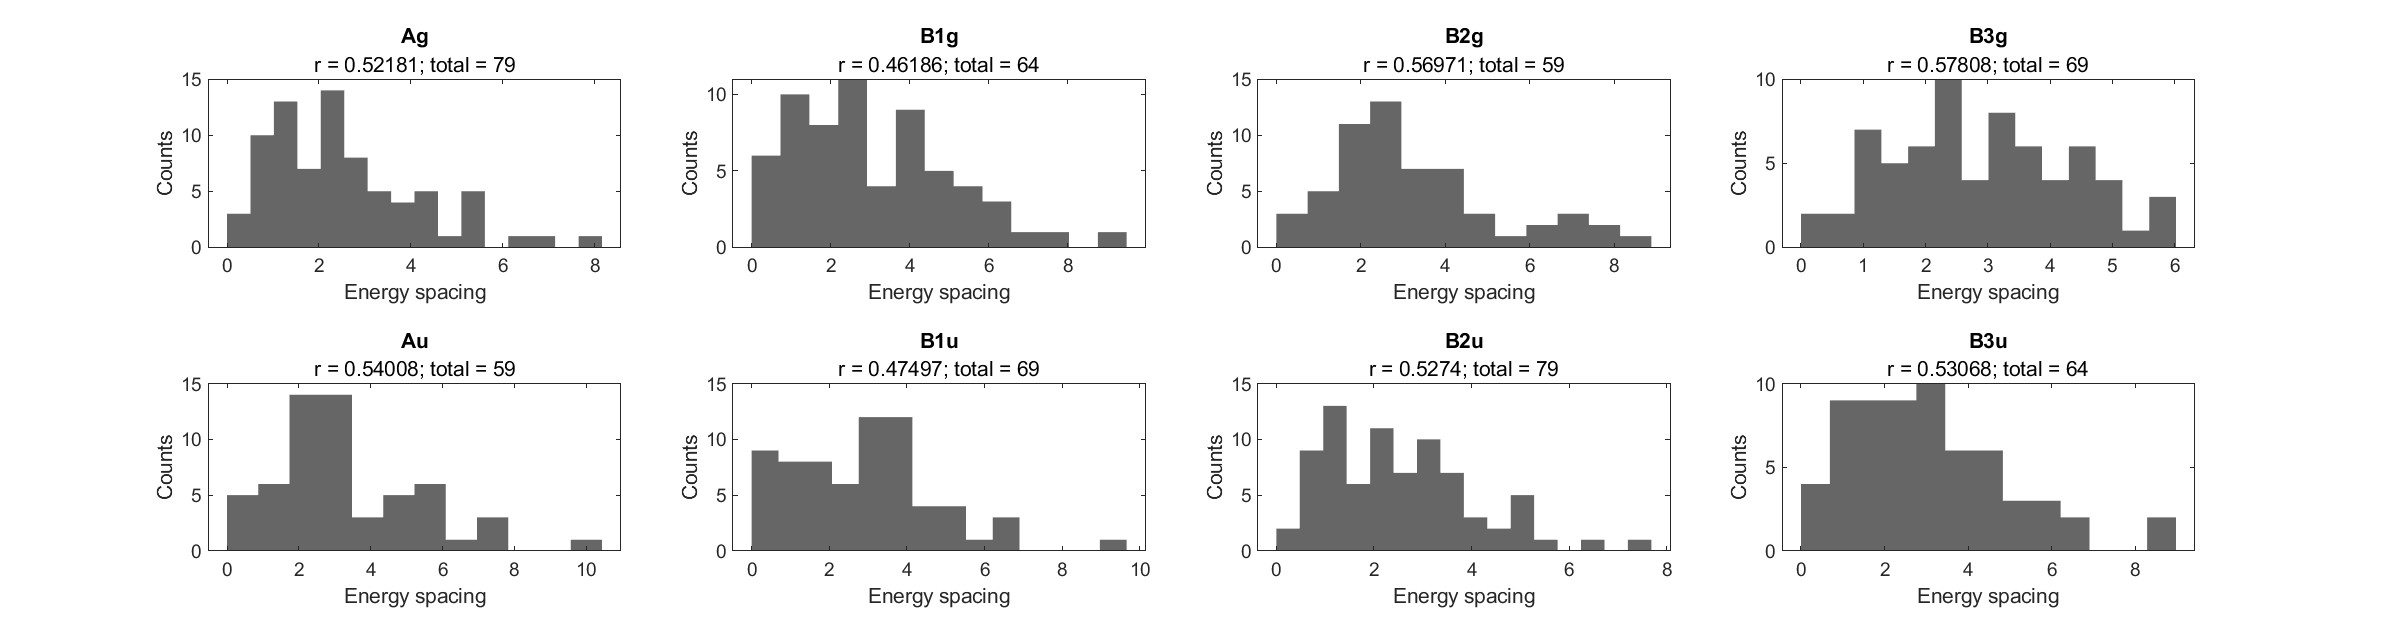 Ag
r = 0.52181; total = 79
15
10
5
0
Counts
0 2 4 6 8
Energy spacing
B1g
r = 0.46186; total = 64
10
5
0
Counts
0 2 4 6 8
Energy spacing
B2g
r = 0.56971; total = 59
15
10
5
0
Counts
0 2 4 6 8
Energy spacing
B3g
r = 0.57808; total = 69
10
5
0
Counts
0 1 2 3 4 5 6
Energy spacing
Au
r = 0.54008; total = 59
15
10
5
0
Counts
0 2 4 6 8 10
Energy spacing
B1u
r = 0.47497; total = 69
15
10
5
0
Counts
0 2 4 6 8 10
Energy spacing
B2u
r = 0.5274; total = 79
15
10
5
0
Counts
0 2 4 6 8
Energy spacing
B3u
r = 0.53068; total = 64
10
5
0
Counts
0 2 4 6 8
Energy spacing